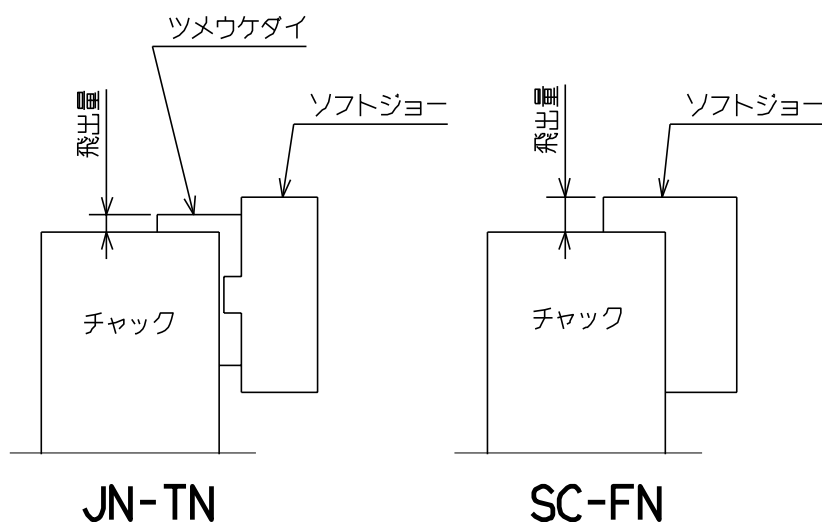 ツメウケダイ
飛出量
ソフトジョー
チャック
JN-TN
飛出量
ソフトジョー
チャック
SC-FN